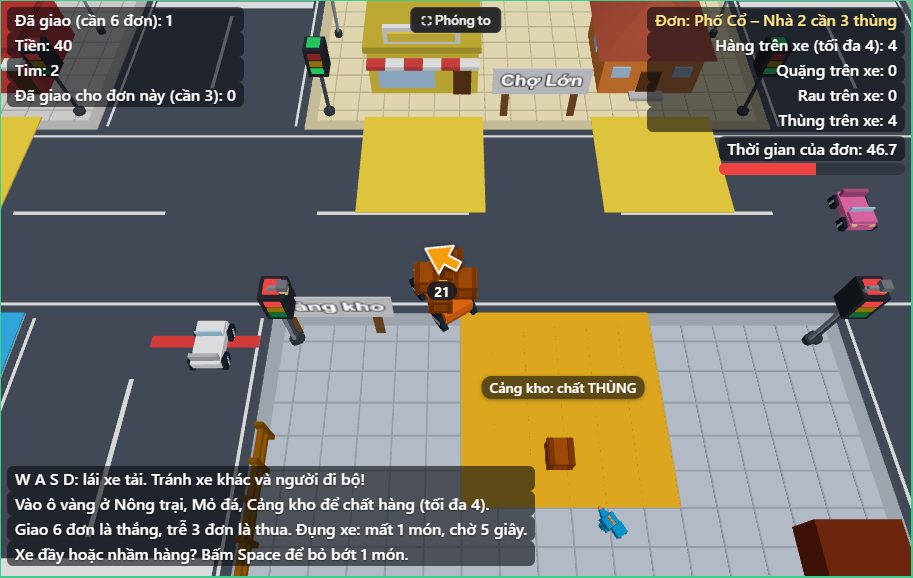 Đã giao (cần 6 đơn): 1
Tiền: 40
Tim: 2
Đã giao cho đơn này (cần 3): 0
Phóng to
Đơn: Phố Cổ – Nhà 2 cần 3 thùng
Hàng trên xe (tối đa 4): 4
Quặng trên xe: 0
Rau trên xe: 0
Thùng trên xe: 4
Thời gian của đơn: 46.7
Chợ Lớn
21
ảng kho
Cảng kho: chất THÙNG
W A S D: lái xe tải. Tránh xe khác và người đi bộ!
Vào ô vàng ở Nông trại, Mỏ đá, Cảng kho để chất hàng (tối đa 4).
Giao 6 đơn là thắng, trễ 3 đơn là thua. Đụng xe: mất 1 món, chờ 5 giây.
Xe đầy hoặc nhầm hàng? Bấm Space để bỏ bớt 1 món.